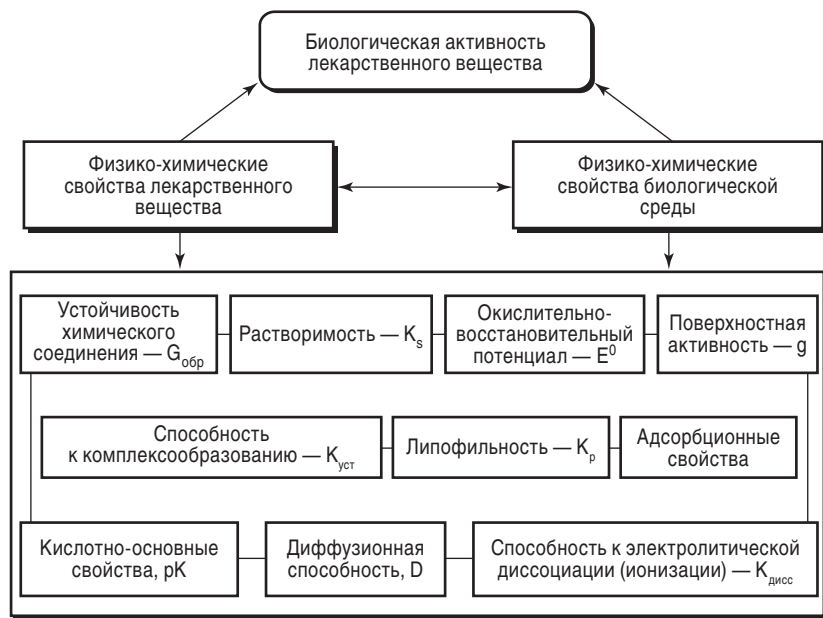 Биологическая активность
лекарственного вещества
Физико-химические
свойства лекарственного
вещества
Физико-химические
свойства биологической
среды
Устойчивость
химического
соединения — Gобр
Растворимость — Ks
Окислительно-
восстановительный
потенциал — E⁰
Поверхностная
активность — g
Способность
к комплексообразованию — Kуст
Липофильность — Kp
Адсорбционные
свойства
Кислотно-основные
свойства, pK
Диффузионная
способность, D
Способность к электролитической
диссоциации (ионизации) — Kдисс